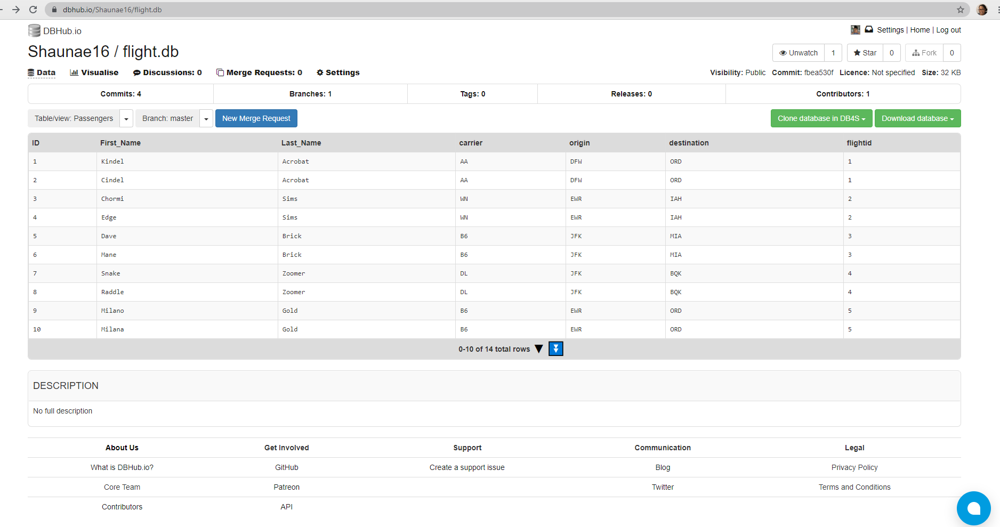 dbhub.io/Shaunae16/flight.db
DBHub.io
Settings | Home | Log out
Shaunae16 / flight.db
Unwatch 1 Star 0 Fork 0
Data Visualise Discussions: 0 Merge Requests: 0 Settings
Visibility: Public Commit: fbea530f Licence: Not specified Size: 32 KB
Commits: 4 Branches: 1 Tags: 0 Releases: 0 Contributors: 1
Table/view: Passengers Branch: master New Merge Request Clone database in DB4S Download database
ID First_Name Last_Name carrier origin destination flightid
1 Kindel Acrobat AA DFW ORD 1
2 Cindel Acrobat AA DFW ORD 1
3 Chormi Sims WN EWR IAH 2
4 Edge Sims WN EWR IAH 2
5 Dave Brick B6 JFK MIA 3
6 Mane Brick B6 JFK MIA 3
7 Snake Zoomer DL JFK BQK 4
8 Raddle Zoomer DL JFK BQK 4
9 Milano Gold B6 EWR ORD 5
10 Milana Gold B6 EWR ORD 5
0-10 of 14 total rows
DESCRIPTION
No full description
About Us Get Involved Support Communication Legal
What is DBHub.io? GitHub Create a support issue Blog Privacy Policy
Core Team Patreon Twitter Terms and Conditions
Contributors API